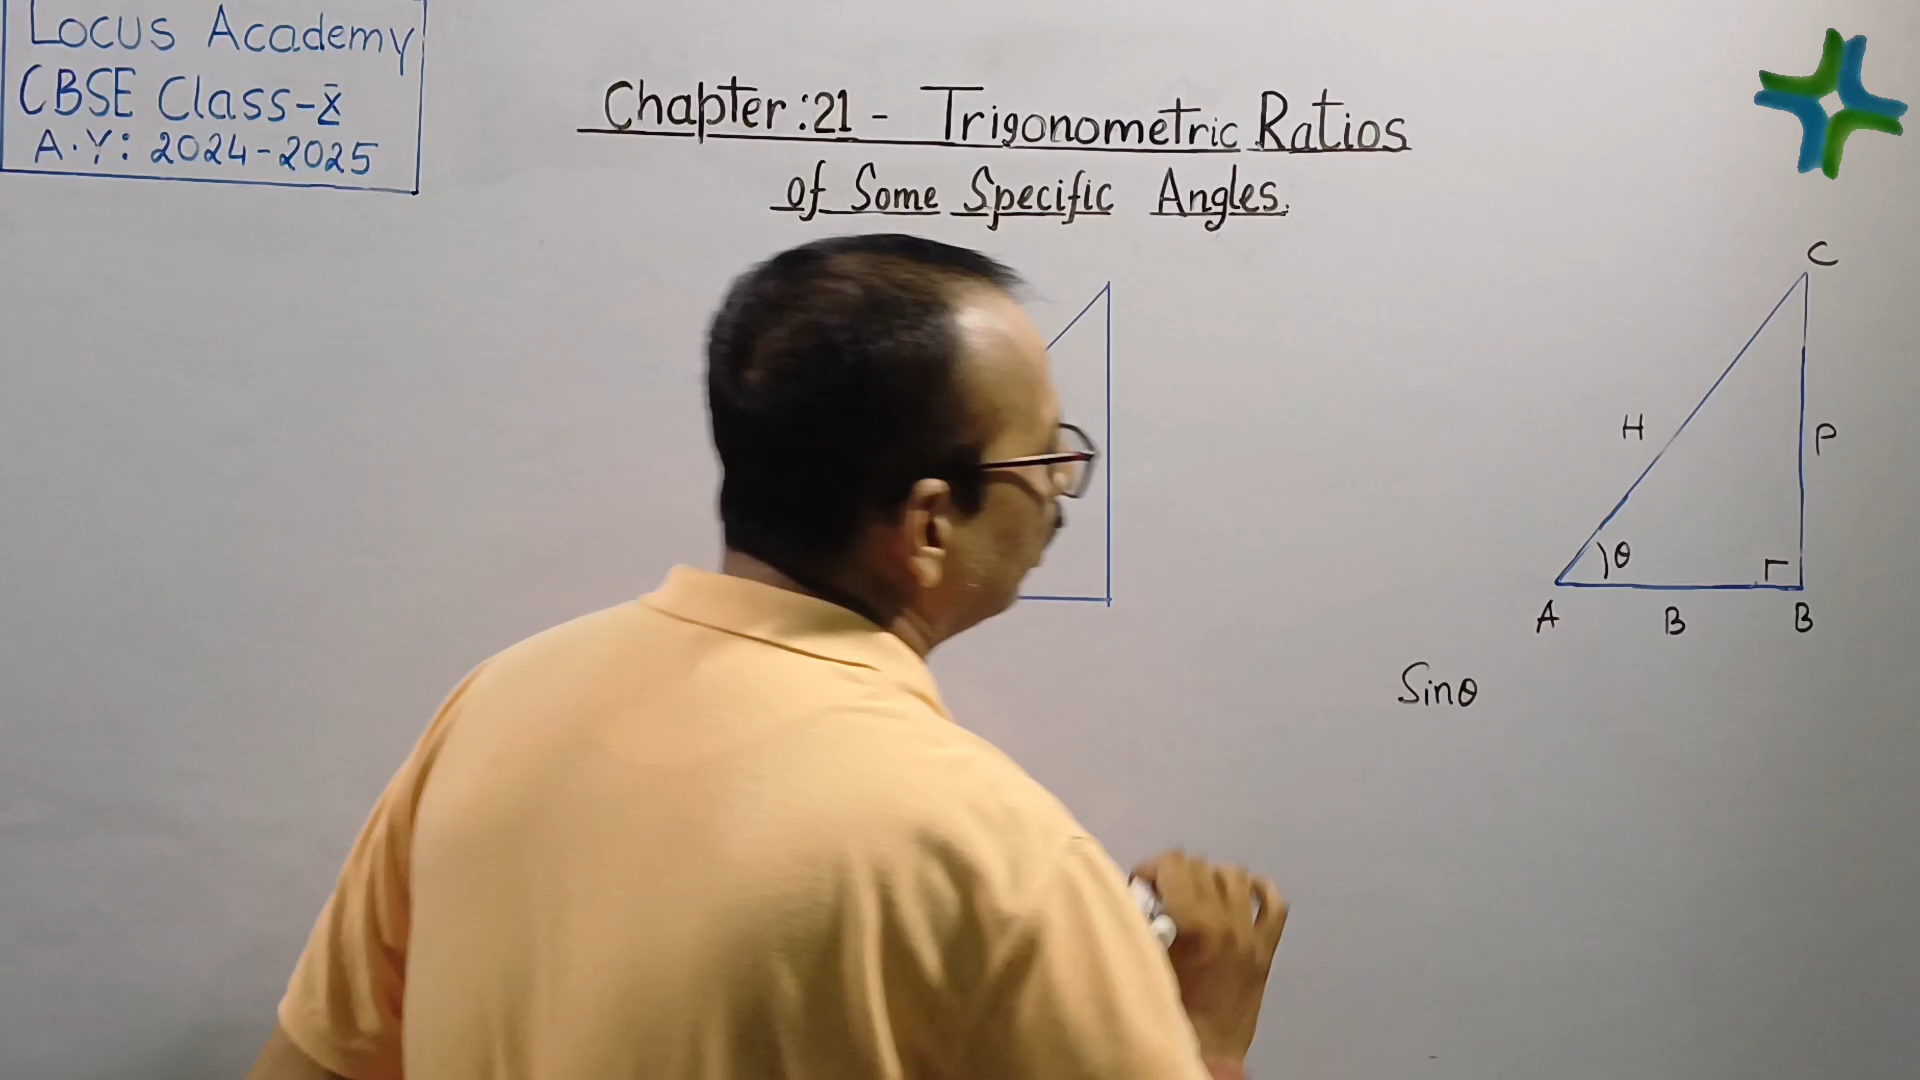 Locus Academy
CBSE Class-X
A.Y: 2024-2025
Chapter:21 - Trigonometric Ratios
of Some Specific Angles.
C
H
P
θ
A
B
B
Sinθ